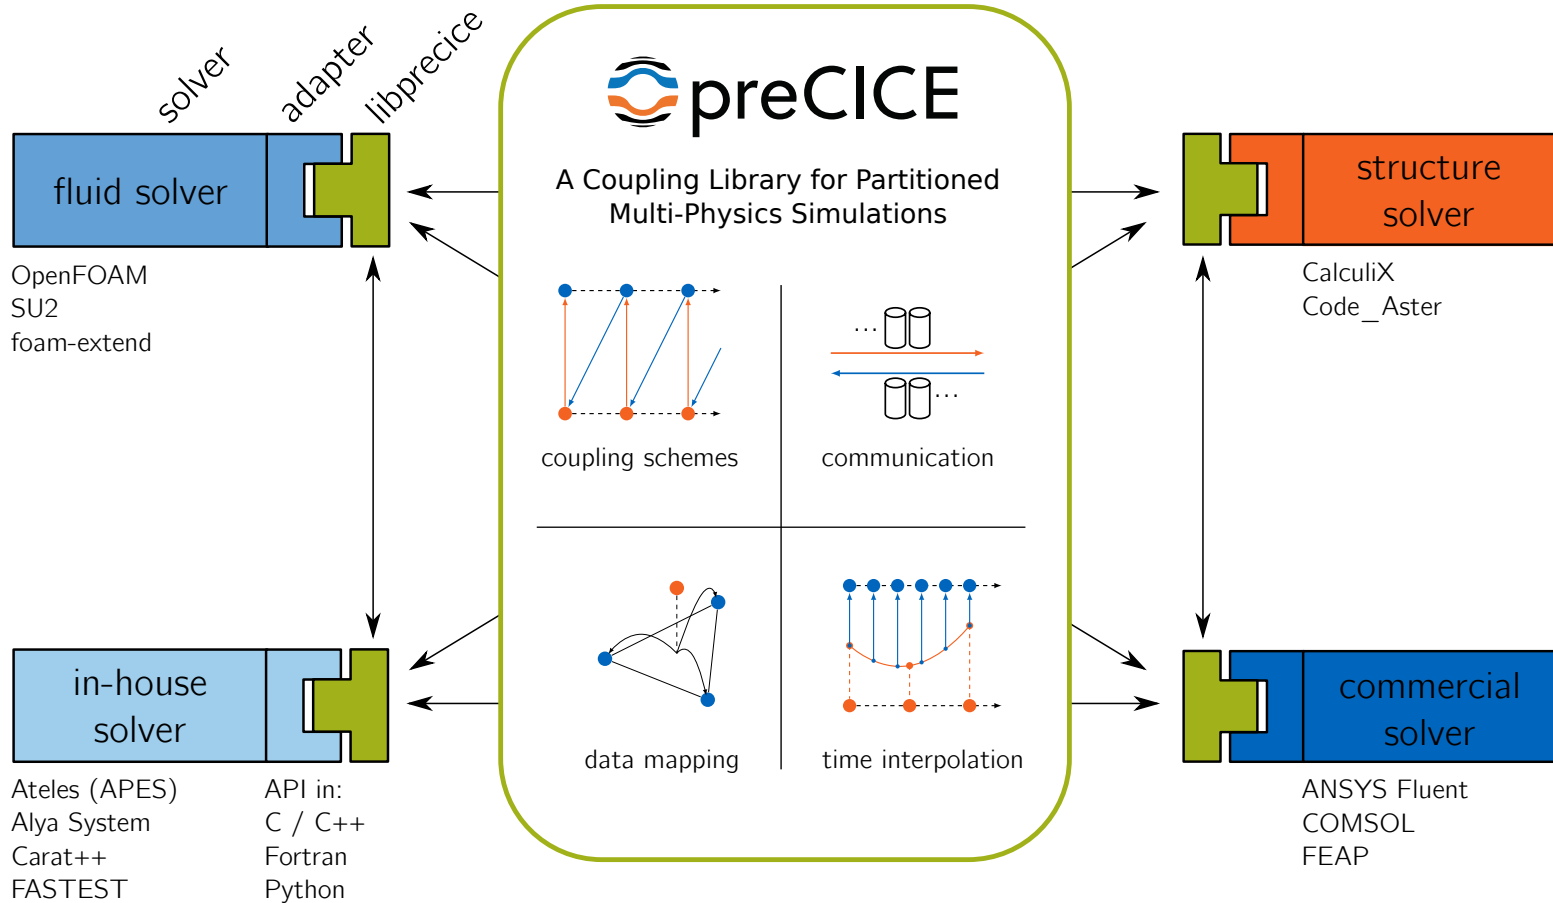 solver
adapter
libprecice
fluid solver
OpenFOAM
SU2
foam-extend
preCICE
A Coupling Library for Partitioned
Multi-Physics Simulations
coupling schemes
...
...
communication
data mapping
time interpolation
structure
solver
CalculiX
Code_Aster
in-house
solver
Ateles (APES)
Alya System
Carat++
FASTEST
API in:
C / C++
Fortran
Python
commercial
solver
ANSYS Fluent
COMSOL
FEAP